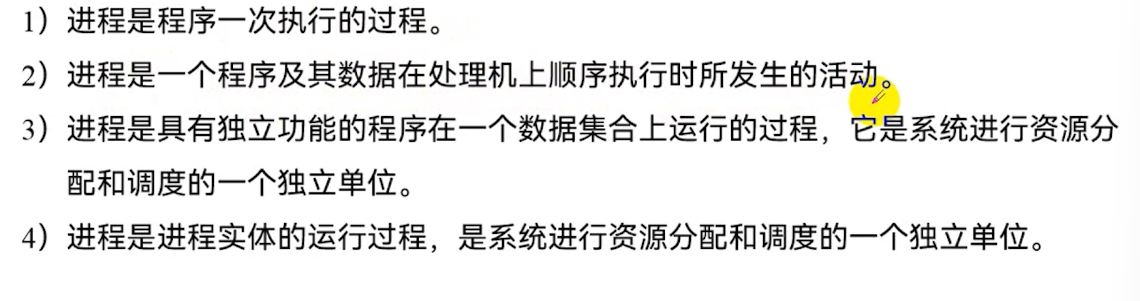 1）进程是程序一次执行的过程。
2）进程是一个程序及其数据在处理机上顺序执行时所发生的活动。
3）进程是具有独立功能的程序在一个数据集合上运行的过程，它是系统进行资源分
配和调度的一个独立单位。
4）进程是进程实体的运行过程，是系统进行资源分配和调度的一个独立单位。